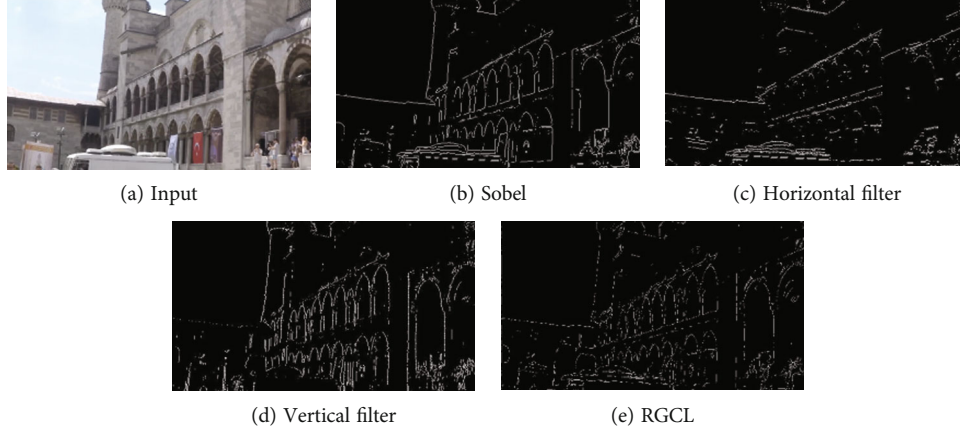 (a) Input
(b) Sobel
(c) Horizontal filter
(d) Vertical filter
(e) RGCL